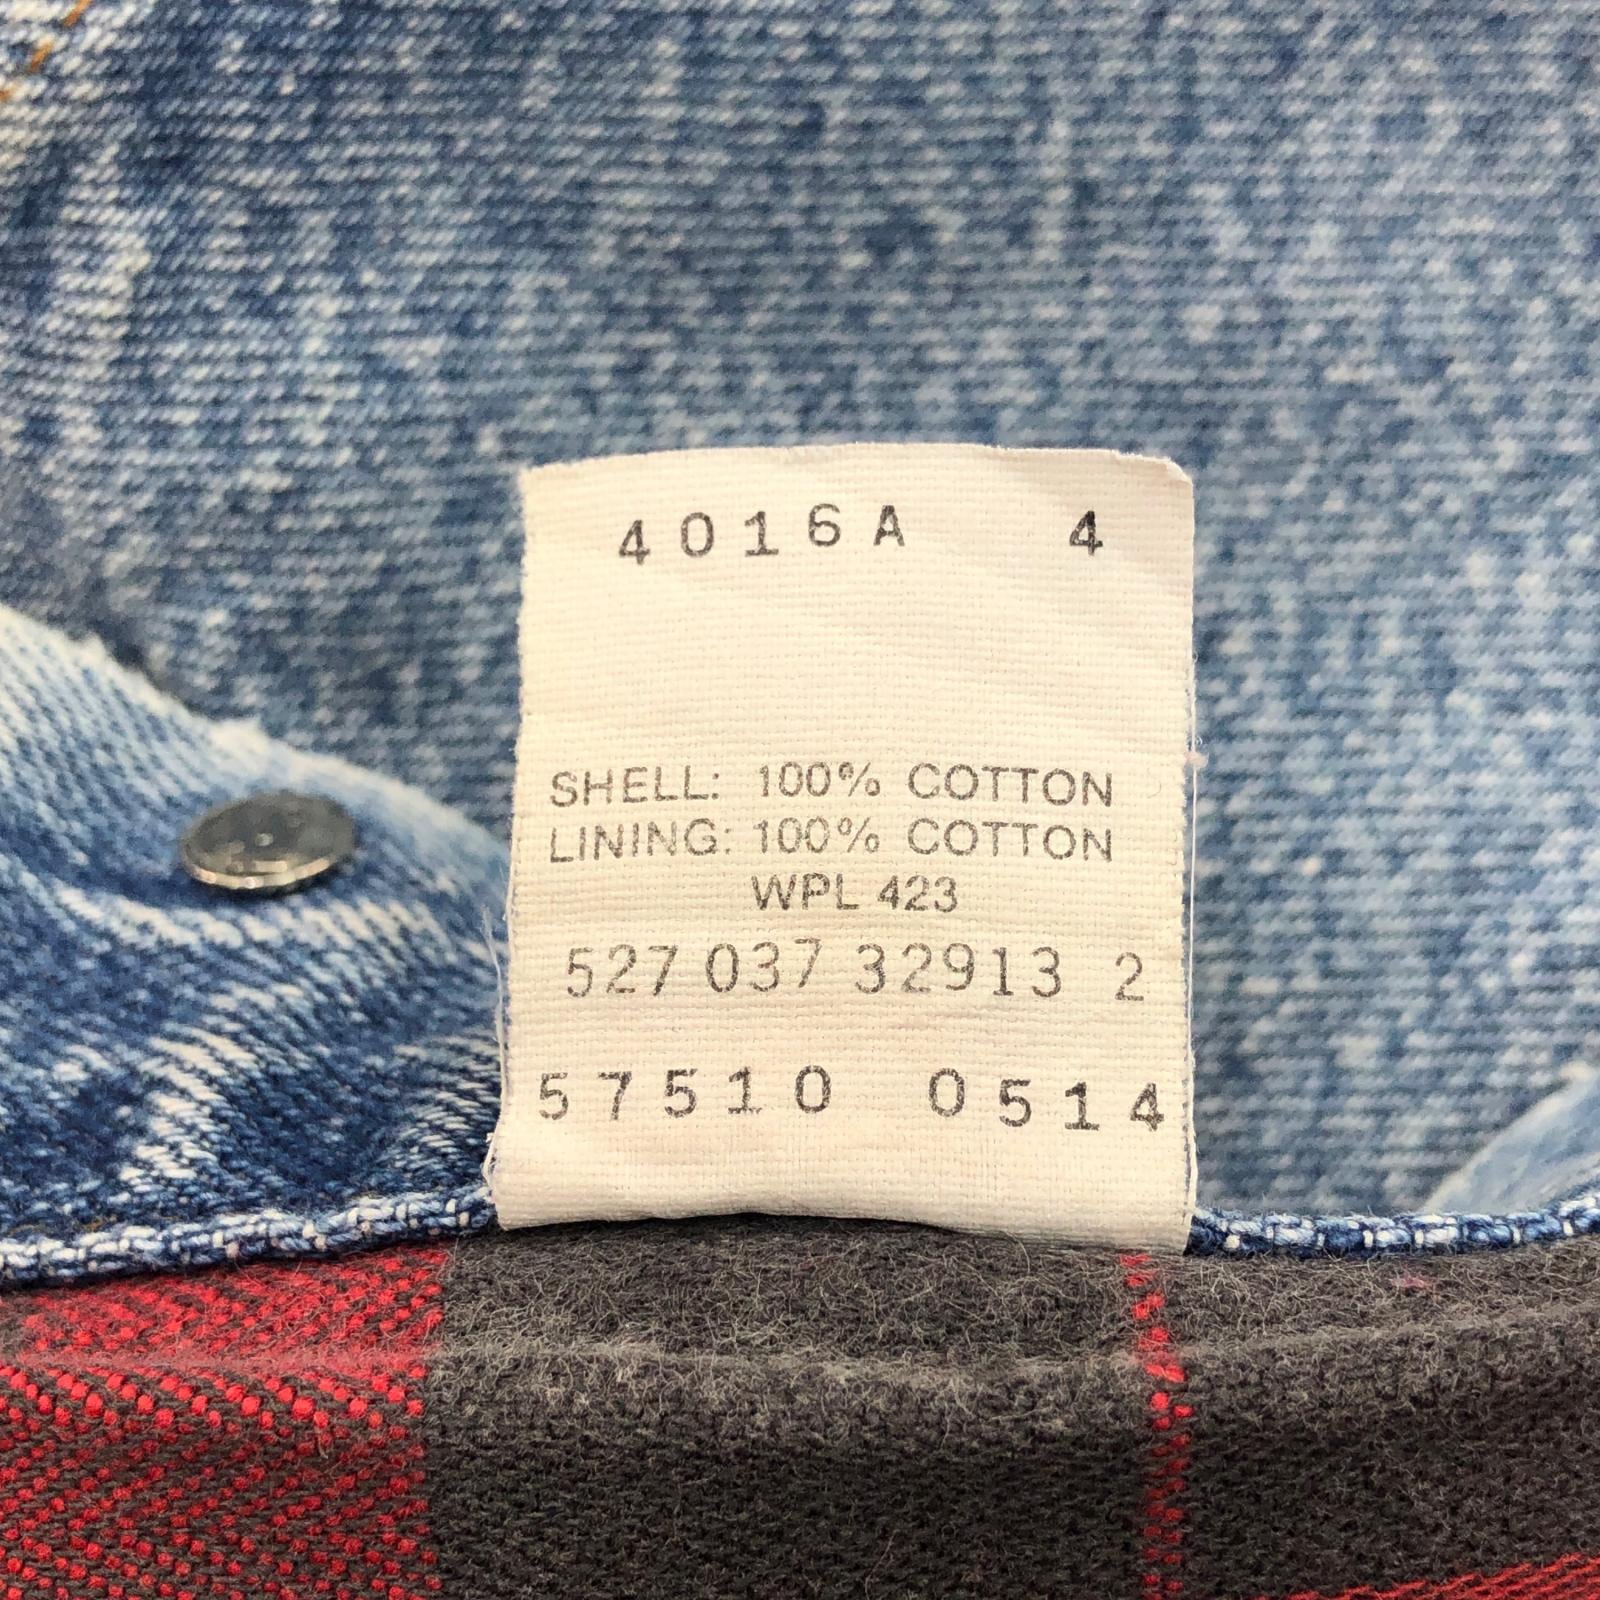 4016A 4
SHELL: 100% COTTON
LINING: 100% COTTON
WPL 423
527 037 32913 2
57510 0514